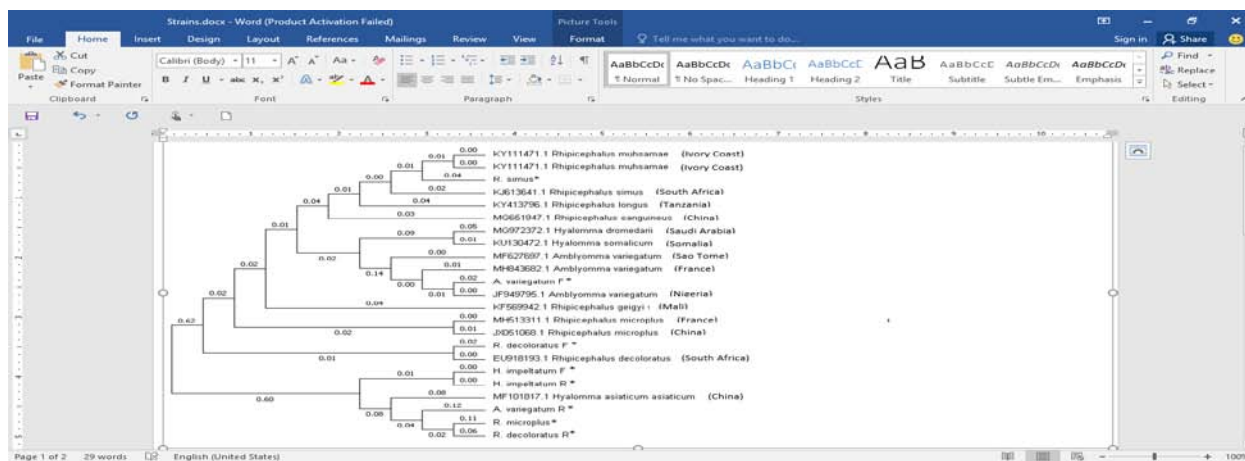 Strains.docx - Word (Product Activation Failed)
Picture Tools
File Home Insert Design Layout References Mailings Review View Format Tell me what you want to do... Sign in Share
Paste
Cut
Copy
Format Painter
Calibri (Body) 11
AaBbCcDc AaBbCcDc AaBbCc AaBbCcC AaB AaBbCcC AaBbCcDc AaBbCcDc
¶ Normal ¶ No Spac... Heading 1 Heading 2 Title Subtitle Subtle Em... Emphasis
Find
Replace
Select
Clipboard Font Paragraph Styles Editing
0.00 KY111471.1 Rhipicephalus muhsamae (Ivory Coast)
0.01
0.00 KY111471.1 Rhipicephalus muhsamae (Ivory Coast)
0.01
0.04 R. simus*
0.00
0.02 KJ613641.1 Rhipicephalus simus (South Africa)
0.01
0.04 KY413796.1 Rhipicephalus longus (Tanzania)
0.04
0.03 MG651947.1 Rhipicephalus sanguineus (China)
0.01
0.05 MG972372.1 Hyalomma dromedarii (Saudi Arabia)
0.09
0.01 KU130472.1 Hyalomma somalicum (Somalia)
0.02
0.00 MF627697.1 Amblyomma variegatum (Sao Tome)
0.14
0.01 MH843682.1 Amblyomma variegatum (France)
0.02
0.02 A. variegatum F *
0.00
0.01 0.00 JF949795.1 Amblyomma variegatum (Nigeria)
0.02
0.04 KF569942.1 Rhipicephalus geigyi (Mali)
0.00 MH513311.1 Rhipicephalus microplus (France)
0.62
0.02
0.01 JX051068.1 Rhipicephalus microplus (China)
0.02 R. decoloratus F *
0.01
0.00 EU918193.1 Rhipicephalus decoloratus (South Africa)
0.00 H. impeltatum F *
0.01
0.00 H. impeltatum R *
0.60
0.08 MF101817.1 Hyalomma asiaticum asiaticum (China)
0.08
0.12 A. variegatum R *
0.04
0.11 R. microplus*
0.02 0.06 R. decoloratus R*
Page 1 of 2 29 words English (United States) 100%